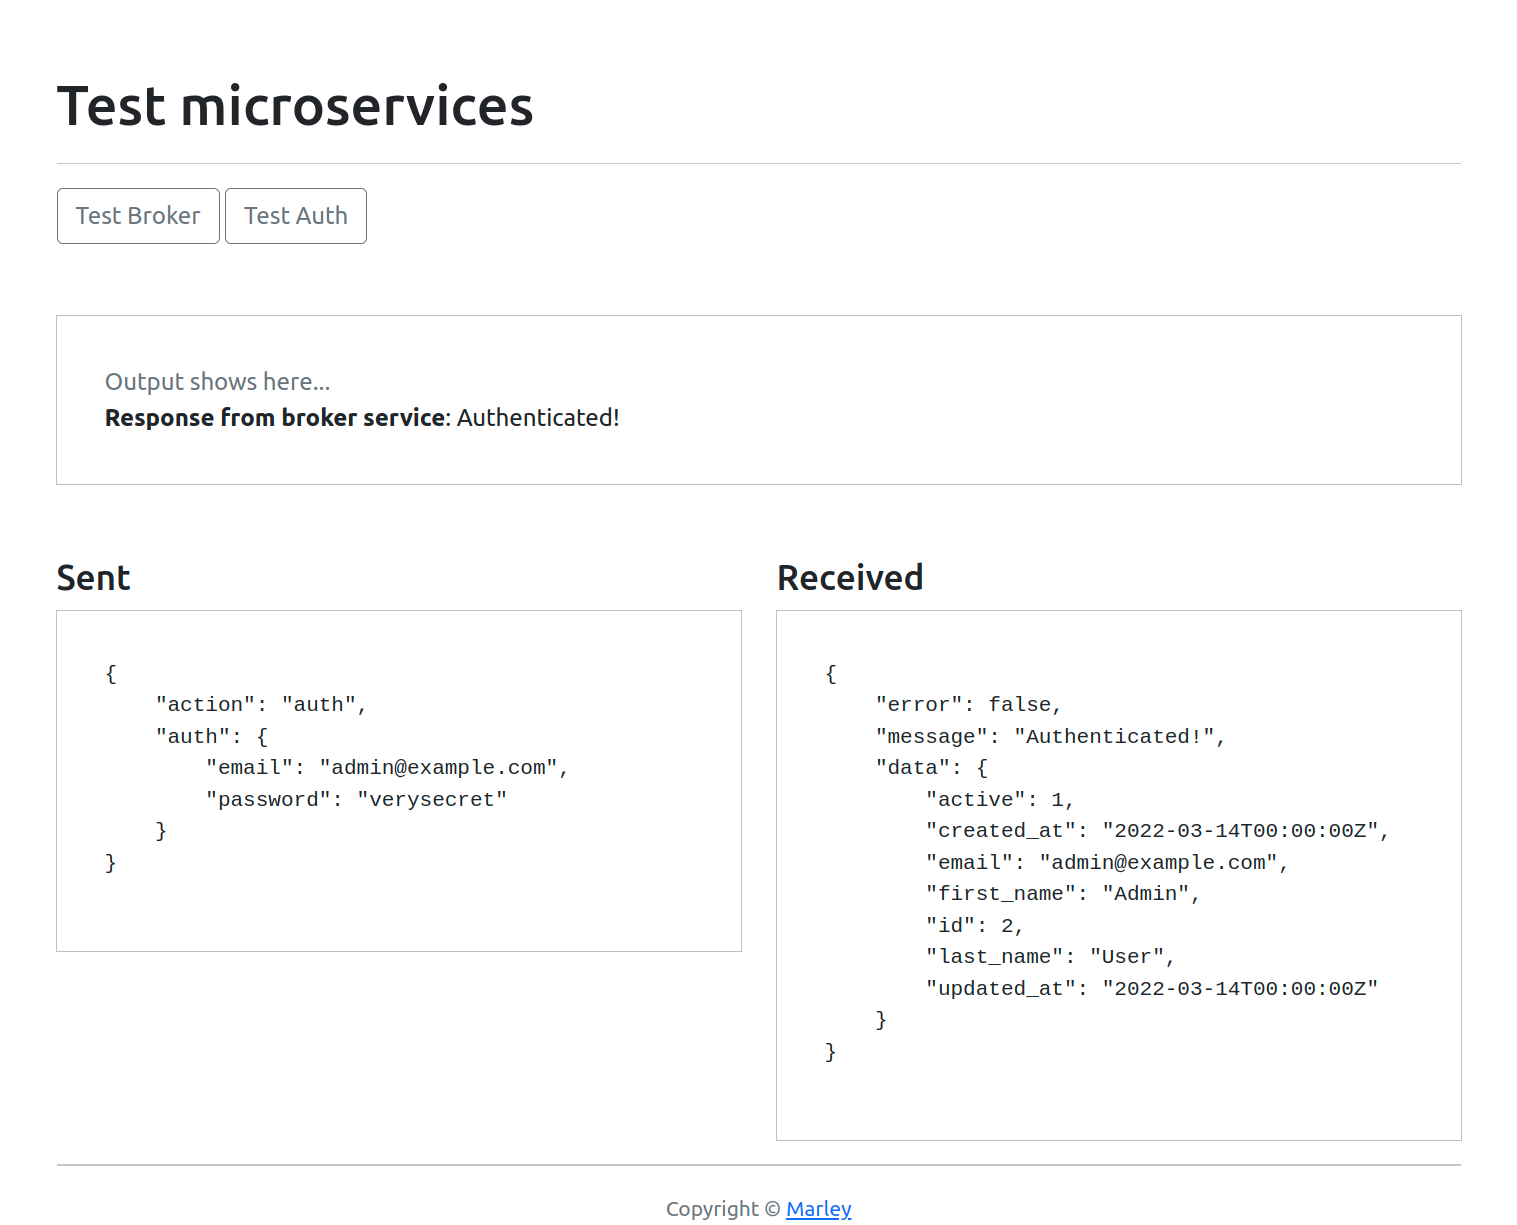 Test microservices
Test Broker Test Auth
Output shows here...
Response from broker service: Authenticated!
Sent
{
    "action": "auth",
    "auth": {
        "email": "admin@example.com",
        "password": "verysecret"
    }
}
Received
{
    "error": false,
    "message": "Authenticated!",
    "data": {
        "active": 1,
        "created_at": "2022-03-14T00:00:00Z",
        "email": "admin@example.com",
        "first_name": "Admin",
        "id": 2,
        "last_name": "User",
        "updated_at": "2022-03-14T00:00:00Z"
    }
}
Copyright © Marley